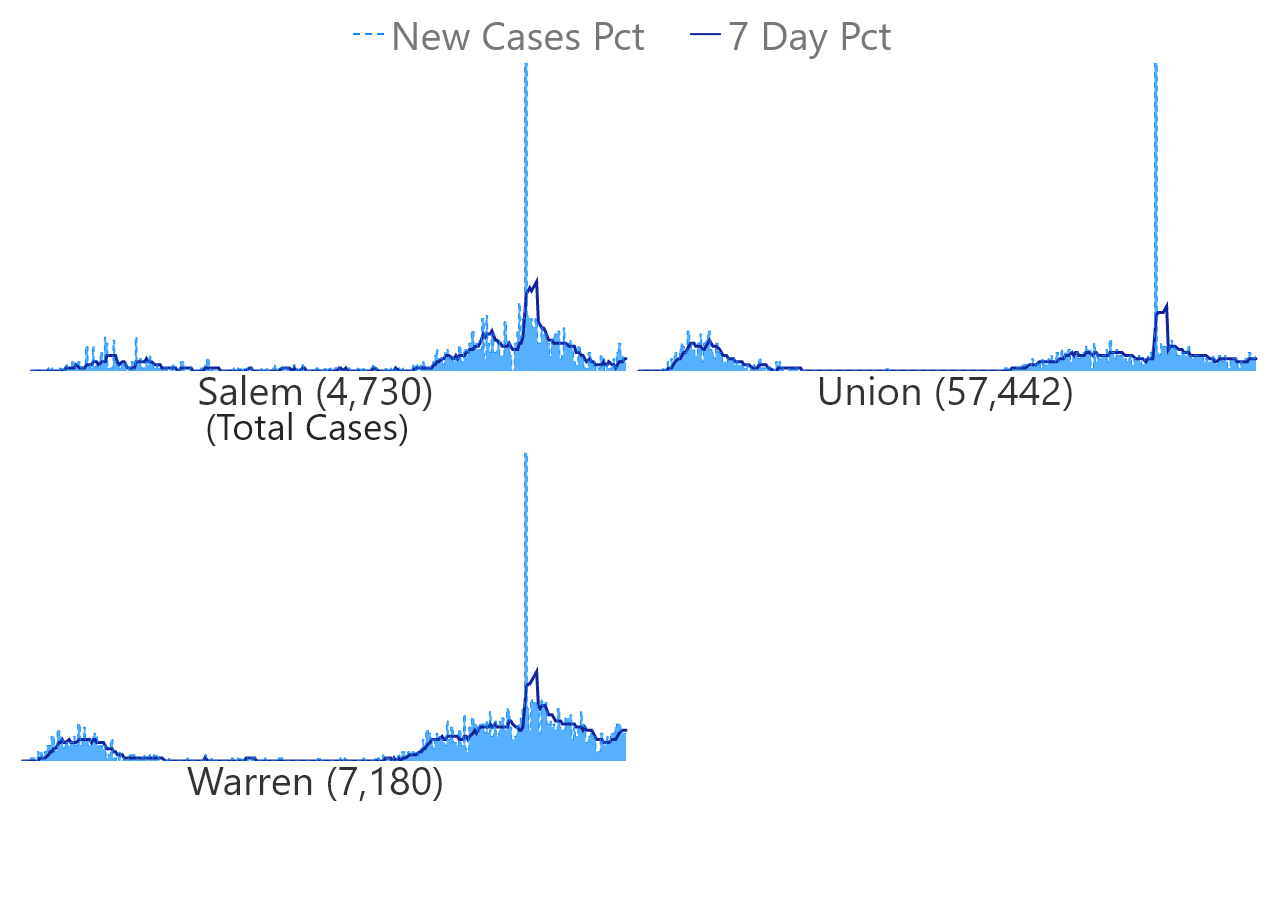 New Cases Pct 7 Day Pct
Salem (4,730) Union (57,442)
(Total Cases)
Warren (7,180)